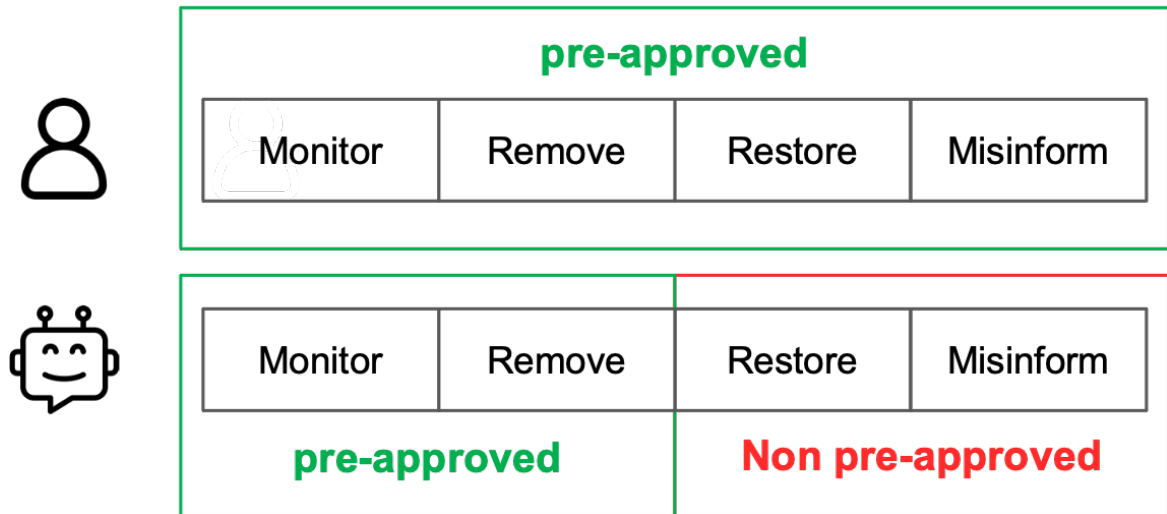 pre-approved
Monitor Remove Restore Misinform
Monitor Remove Restore Misinform
pre-approved Non pre-approved